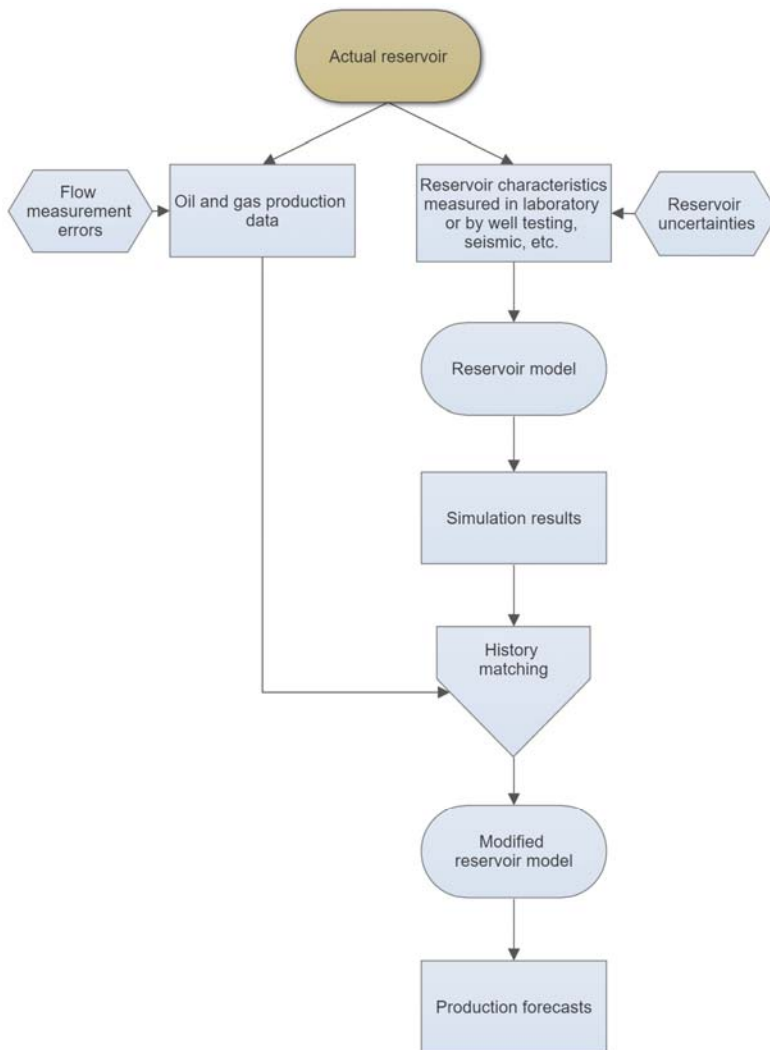 Actual reservoir
Flow
measurement
errors
Oil and gas production
data
Reservoir characteristics
measured in laboratory
or by well testing,
seismic, etc.
Reservoir
uncertainties
Reservoir model
Simulation results
History
matching
Modified
reservoir model
Production forecasts